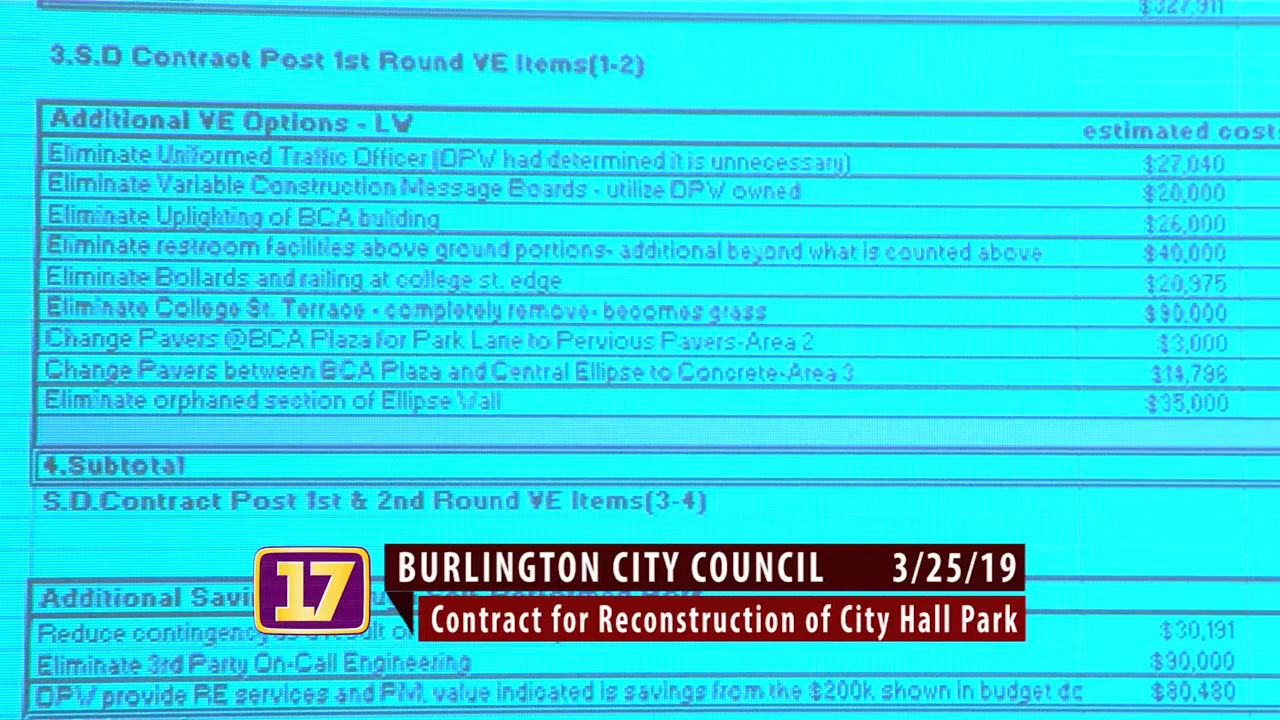 $327,911
3.S.D Contract Post 1st Round VE Items(1-2)
Additional VE Options - LW estimated cost
Eliminate Uniformed Traffic Officer (DPW had determined it is unnecessary) $27,040
Eliminate Variable Construction Message Boards - utilize DPW owned $20,000
Eliminate Uplighting of BCA building $26,000
Eliminate restroom facilities above ground portions- additional beyond what is counted above $40,000
Eliminate Bollards and railing at college st. edge $20,975
Eliminate College St. Terrace - completely remove- becomes grass $90,000
Change Pavers @BCA Plaza for Park Lane to Pervious Pavers-Area 2 $3,000
Change Pavers between BCA Plaza and Central Ellipse to Concrete-Area 3 $14,796
Eliminate orphaned section of Ellipse Wall $35,000
4.Subtotal
S.D.Contract Post 1st & 2nd Round VE Items(3-4)
17 BURLINGTON CITY COUNCIL 3/25/19
Contract for Reconstruction of City Hall Park
Additional Savi
Reduce contingency $30,191
Eliminate 3rd Party On-Call Engineering $90,000
DPW provide RE services and PM, value indicated is savings from the $200k shown in budget dc $80,480